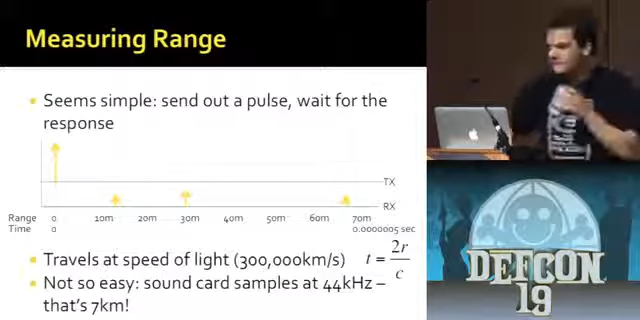 Measuring Range
Seems simple: send out a pulse, wait for the
response
TX
RX
Range 0 10m 20m 30m 40m 50m 60m 70m
Time 0 0.0000005 sec
Travels at speed of light (300,000km/s) t = 2r/c
Not so easy: sound card samples at 44kHz –
that's 7km!
DEFCON
19